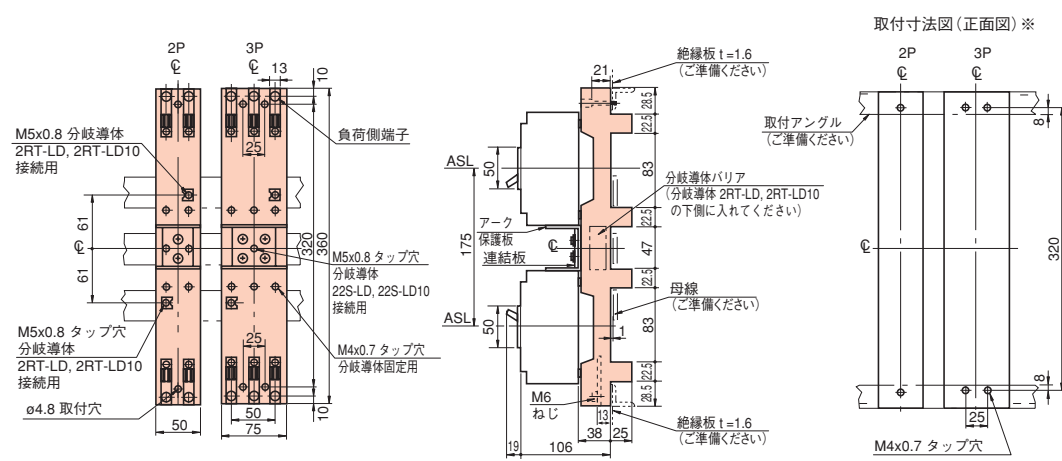 2P
3P
℄
℄
13
10
M5x0.8 分岐導体
2RT-LD, 2RT-LD10
接続用
負荷側端子
25
61
℄
61
320
360
M5x0.8 タップ穴
分岐導体
22S-LD, 22S-LD10
M5x0.8 タップ穴
分岐導体
2RT-LD, 2RT-LD10
接続用
25
M4x0.7 タップ穴
分岐導体固定用
ø4.8 取付穴
50
50
75
10
絶縁板 t=1.6
(ご準備ください)
21
28.5
22.5
ASL
50
83
分岐導体バリア
(分岐導体 2RT-LD, 2RT-LD10
の下側に入れてください)
22.5
アーク
保護板
℄
175
47
連結板
22.5
母線
(ご準備ください)
ASL
50
1
83
22.5
M6
ねじ
13
28.5
38
25
絶縁板 t=1.6
(ご準備ください)
19
106
取付寸法図(正面図)※
2P
3P
℄
℄
取付アングル
(ご準備ください)
8
℄
320
8
25
M4x0.7 タップ穴